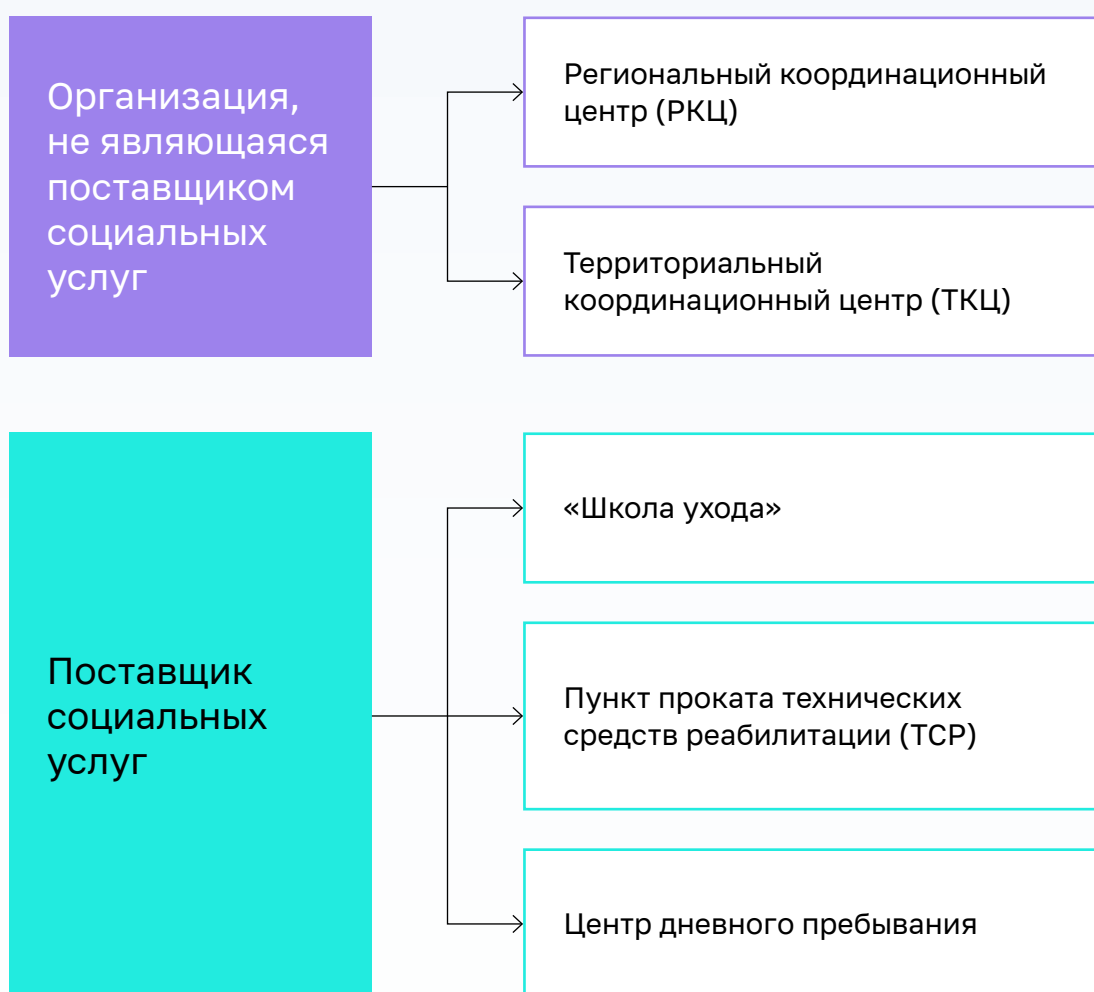 Организация,
не являющаяся
поставщиком
социальных
услуг
Региональный координационный
центр (РКЦ)
Территориальный
координационный центр (ТКЦ)
Поставщик
социальных
услуг
«Школа ухода»
Пункт проката технических
средств реабилитации (ТСР)
Центр дневного пребывания